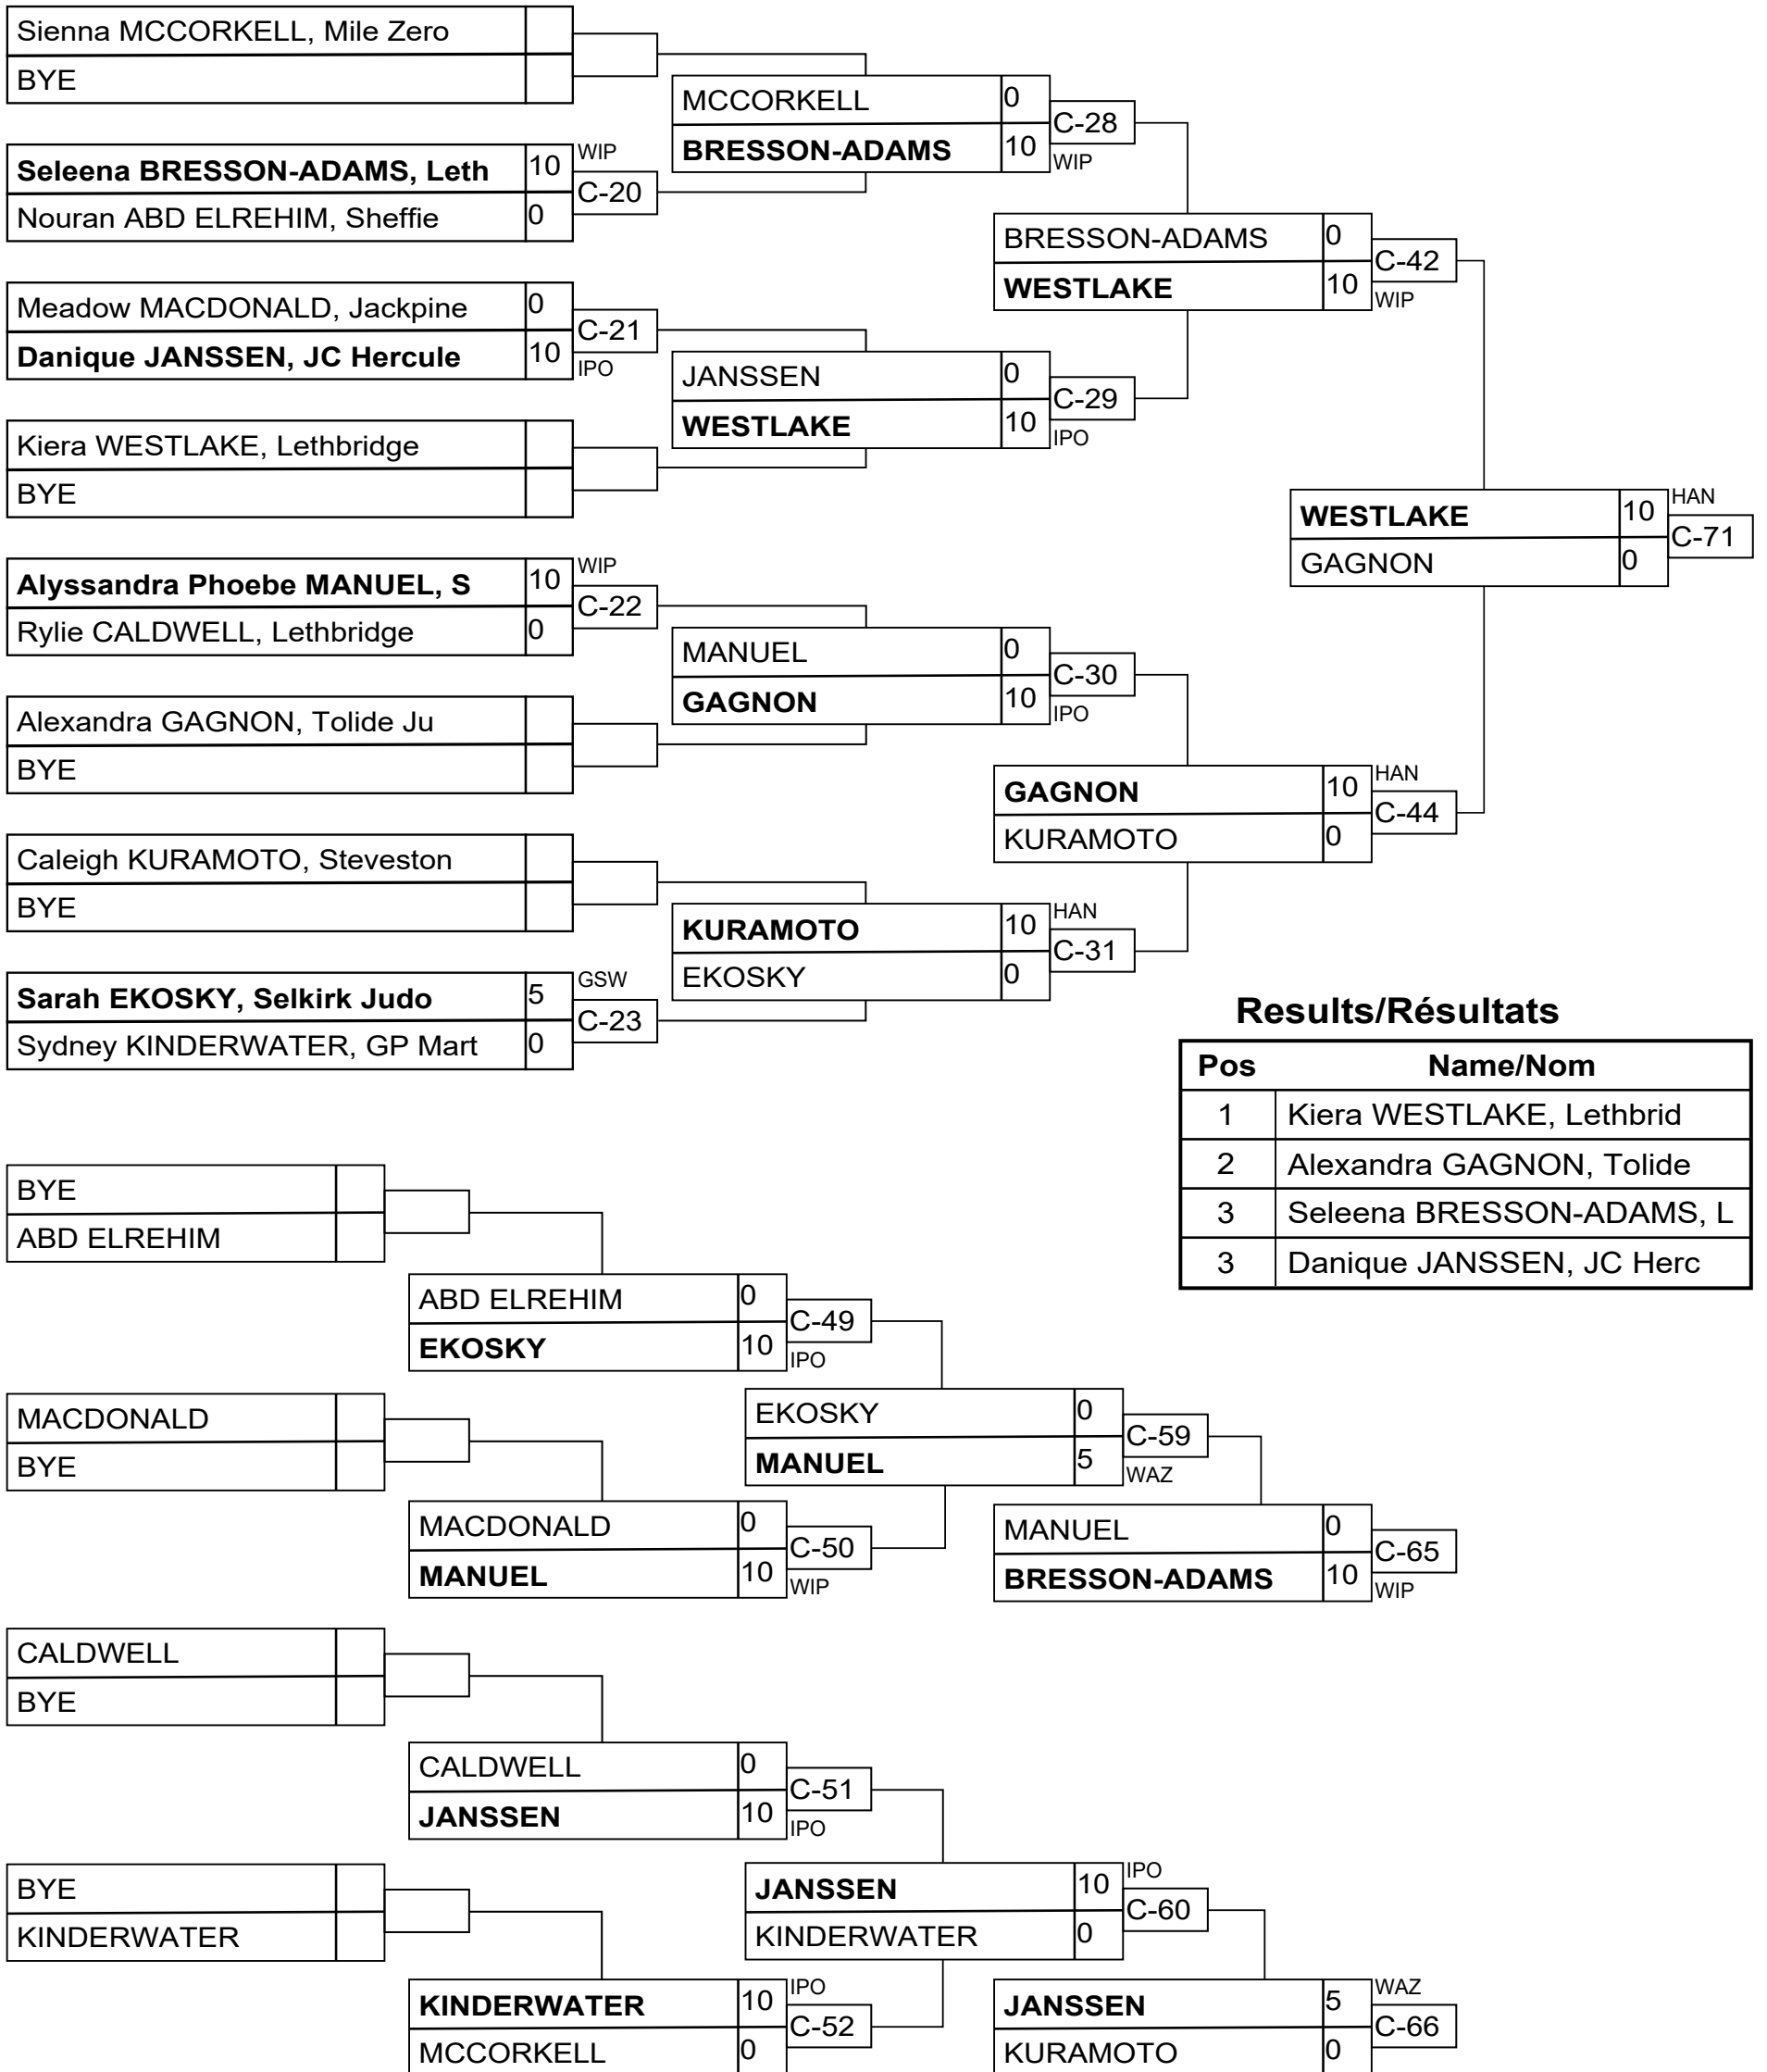 Sienna MCCORKELL, Mile Zero
BYE
MCCORKELL 0
C-28
BRESSON-ADAMS 10
WIP
Seleena BRESSON-ADAMS, Leth 10
WIP
C-20
Nouran ABD ELREHIM, Sheffie 0
BRESSON-ADAMS 0
C-42
WESTLAKE 10
WIP
Meadow MACDONALD, Jackpine 0
C-21
Danique JANSSEN, JC Hercule 10
IPO
JANSSEN 0
C-29
WESTLAKE 10
IPO
Kiera WESTLAKE, Lethbridge
BYE
WESTLAKE 10
HAN
C-71
GAGNON 0
Alyssandra Phoebe MANUEL, S 10
WIP
C-22
Rylie CALDWELL, Lethbridge 0
MANUEL 0
C-30
GAGNON 10
IPO
Alexandra GAGNON, Tolide Ju
BYE
GAGNON 10
HAN
C-44
KURAMOTO 0
Caleigh KURAMOTO, Steveston
BYE
KURAMOTO 10
HAN
C-31
EKOSKY 0
Sarah EKOSKY, Selkirk Judo 5
GSW
C-23
Sydney KINDERWATER, GP Mart 0
Results/Résultats
Pos Name/Nom
1 Kiera WESTLAKE, Lethbrid
2 Alexandra GAGNON, Tolide
3 Seleena BRESSON-ADAMS, L
3 Danique JANSSEN, JC Herc
BYE
ABD ELREHIM
ABD ELREHIM 0
C-49
EKOSKY 10
IPO
MACDONALD
BYE
EKOSKY 0
C-59
MANUEL 5
WAZ
MACDONALD 0
C-50
MANUEL 10
WIP
MANUEL 0
C-65
BRESSON-ADAMS 10
WIP
CALDWELL
BYE
CALDWELL 0
C-51
JANSSEN 10
IPO
BYE
KINDERWATER
JANSSEN 10
IPO
C-60
KINDERWATER 0
KINDERWATER 10
IPO
C-52
MCCORKELL 0
JANSSEN 5
WAZ
C-66
KURAMOTO 0